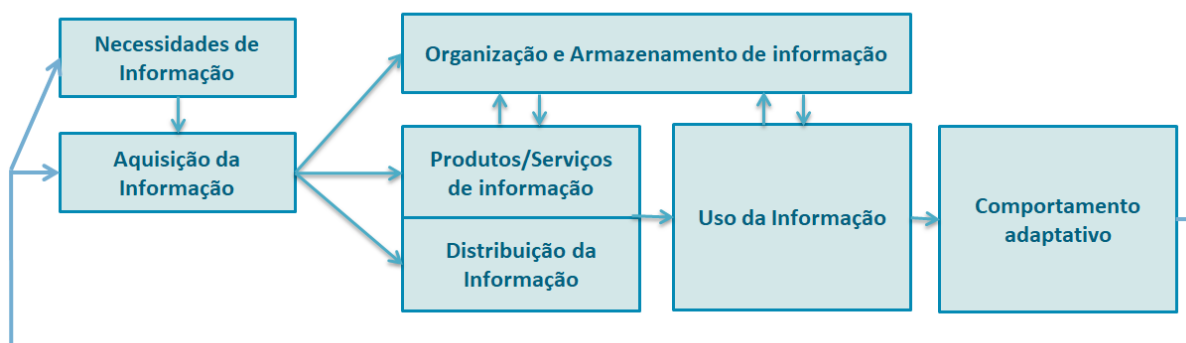 Necessidades de
Informação
Organização e Armazenamento de informação
Aquisição da
Informação
Produtos/Serviços
de informação
Distribuição da
Informação
Uso da Informação
Comportamento
adaptativo